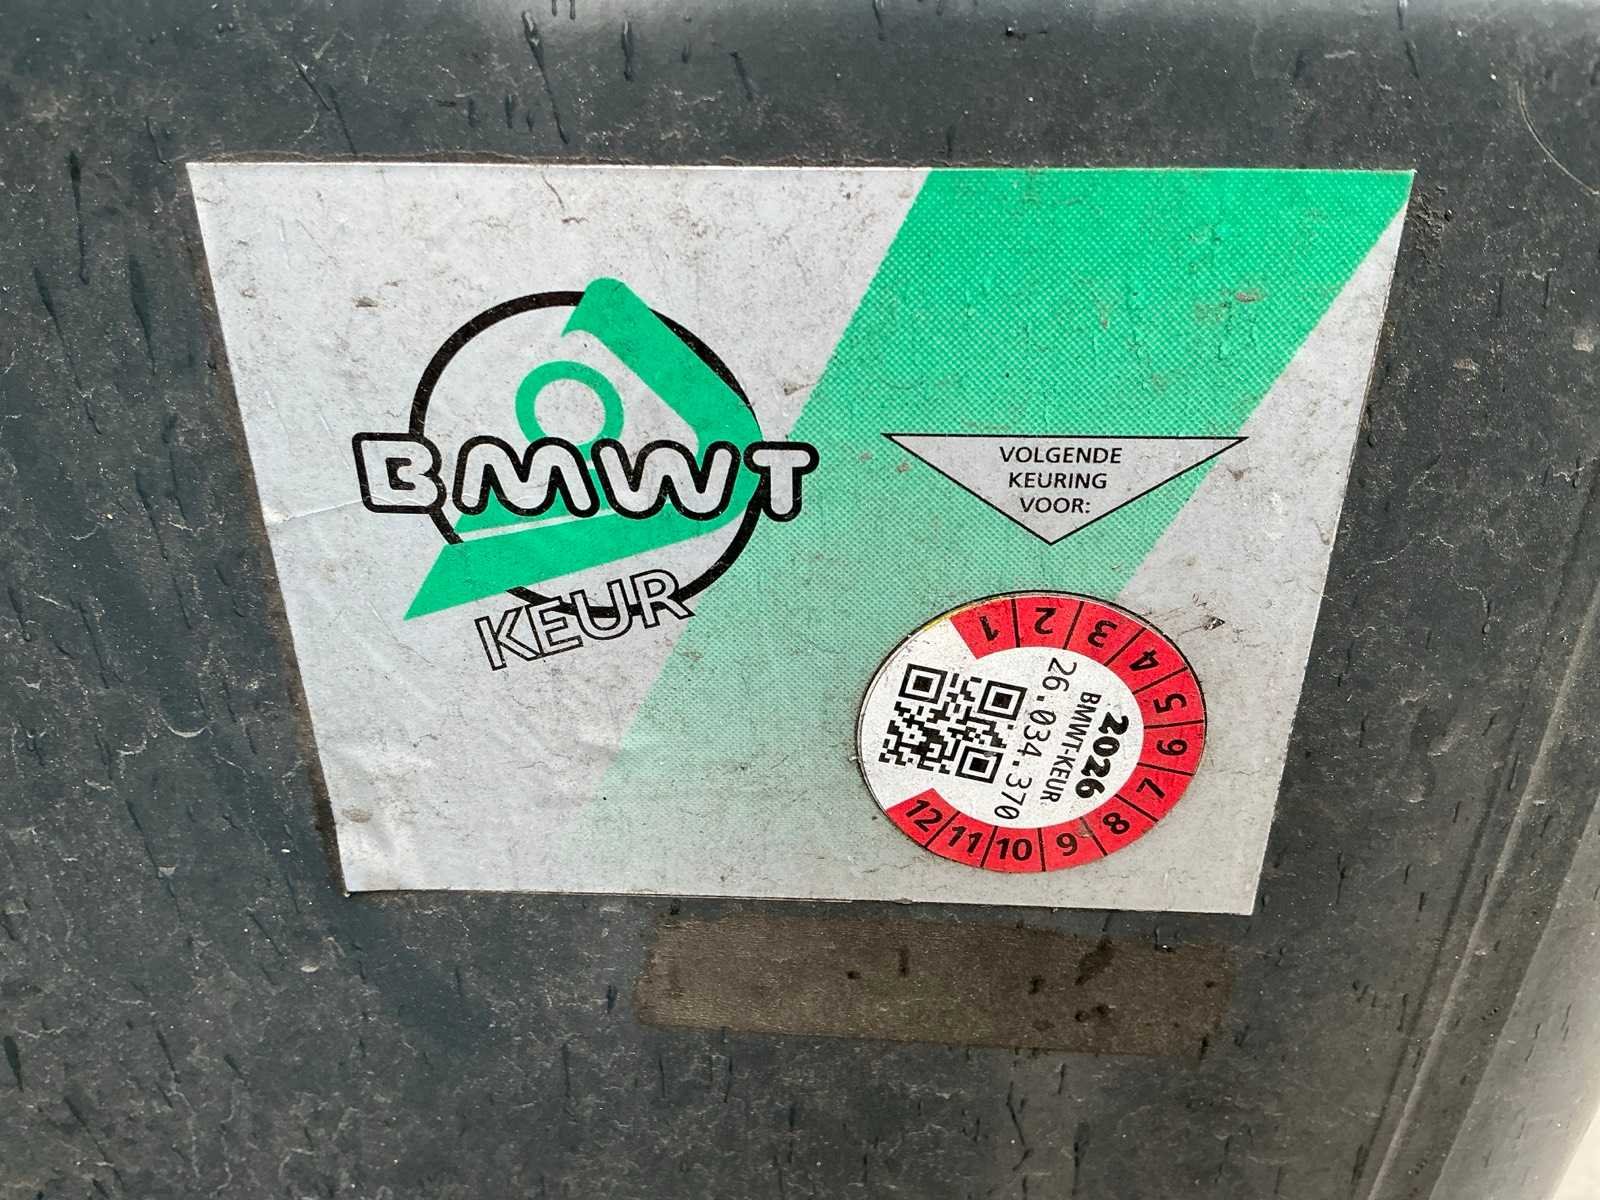 BMWT
KEUR
VOLGENDE
KEURING
VOOR:
1 2 3 4 5 6 7 8 9 10 11 12
2026
BMWT-KEUR
26.034.370